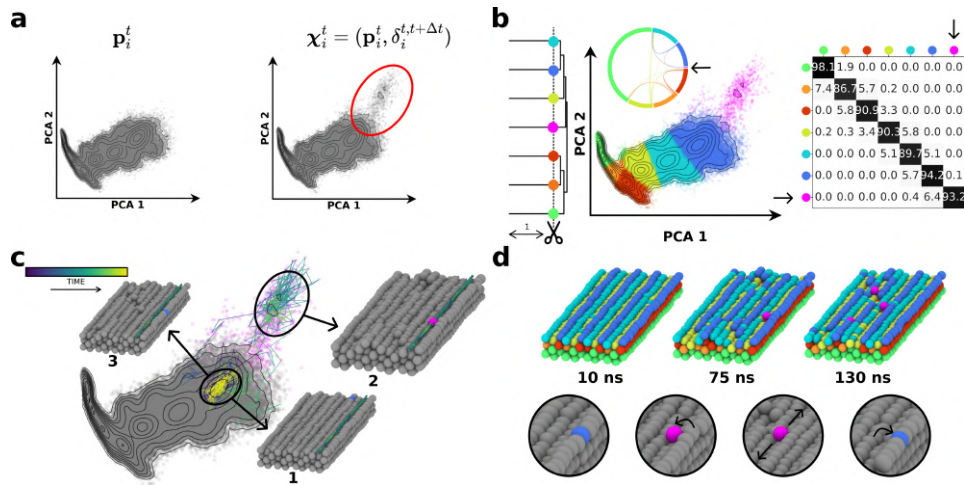 a
𝐩ᵢᵗ
PCA 2
PCA 1
𝛘ᵢᵗ = (𝐩ᵢᵗ, δᵢᵗ,ᵗ⁺Δᵗ)
PCA 2
PCA 1
b
1
PCA 2
PCA 1
98.1 1.9 0.0 0.0 0.0 0.0 0.0
7.4 86.7 5.7 0.2 0.0 0.0 0.0
0.0 5.8 90.9 3.3 0.0 0.0 0.0
0.2 0.3 3.4 90.3 5.8 0.0 0.0
0.0 0.0 0.0 5.1 89.7 5.1 0.0
0.0 0.0 0.0 0.0 5.7 94.2 0.1
0.0 0.0 0.0 0.0 0.4 6.4 93.2
c
TIME
3
2
1
d
10 ns
75 ns
130 ns